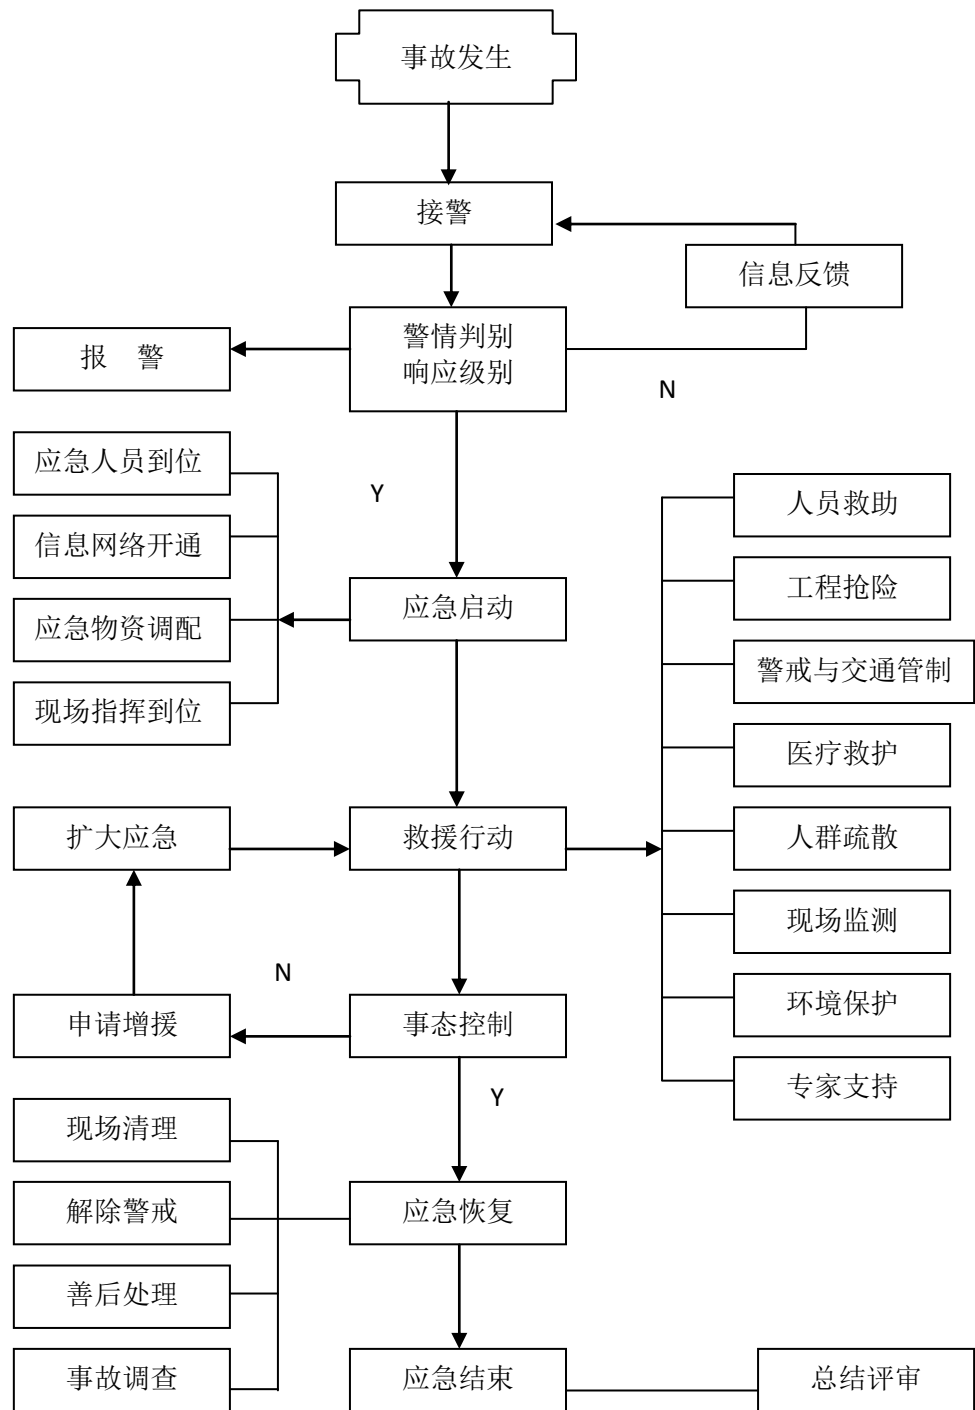 事故发生
接警
信息反馈
警情判别
响应级别
报 警
N
应急人员到位
Y
人员救助
信息网络开通
工程抢险
应急启动
应急物资调配
警戒与交通管制
现场指挥到位
医疗救护
扩大应急
救援行动
人群疏散
现场监测
N
申请增援
事态控制
环境保护
专家支持
Y
现场清理
解除警戒
应急恢复
善后处理
事故调查
应急结束
总结评审